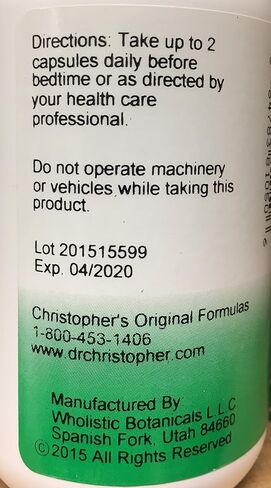 Directions: Take up to 2
capsules daily before
bedtime or as directed by
your health care
professional.
Do not operate machinery
or vehicles while taking this
product.
Lot 201515599
Exp. 04/2020
Christopher's Original Formulas
1-800-453-1406
www.drchristopher.com
Manufactured By
Wholistic Botanicals L.L.C
Spanish Fork, Utah 84660
©2015 All Rights Reserved